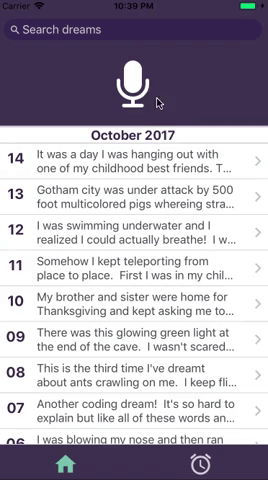 Carrier 10:39 PM
Search dreams
October 2017
14 It was a day I was hanging out with
one of my childhood best friends. T...
13 Gotham city was under attack by 500
foot multicolored pigs whereing stra...
12 I was swimming underwater and I
realized I could actually breathe! I w...
11 Somehow I kept teleporting from
place to place. First I was in my chil...
10 My brother and sister were home for
Thanksgiving and kept asking me to...
09 There was this glowing green light at
the end of the cave. I wasn't scared...
08 This is the third time I've dreamt
about ants crawling on me. I keep fli...
07 Another coding dream! It's so hard to
explain but like all of these words an...
06 I was blowing my nose and then ran